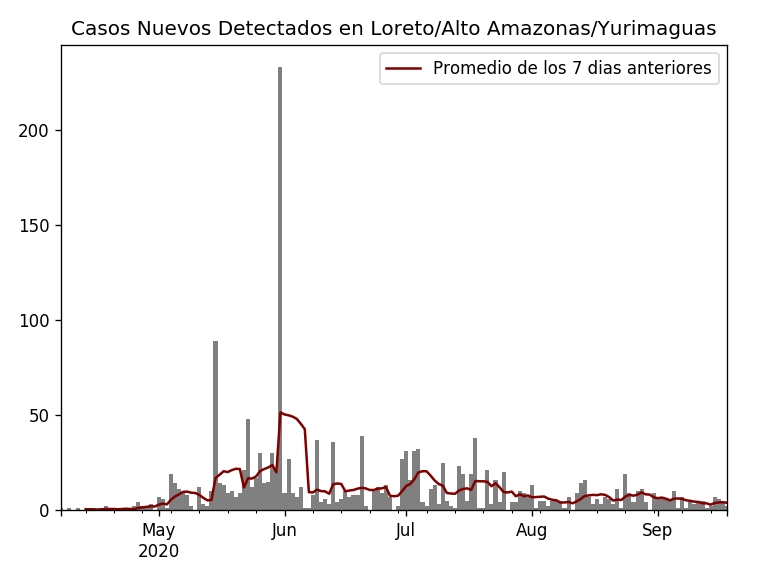 Casos Nuevos Detectados en Loreto/Alto Amazonas/Yurimaguas
Promedio de los 7 dias anteriores
200
150
100
50
0
May Jun Jul Aug Sep
2020